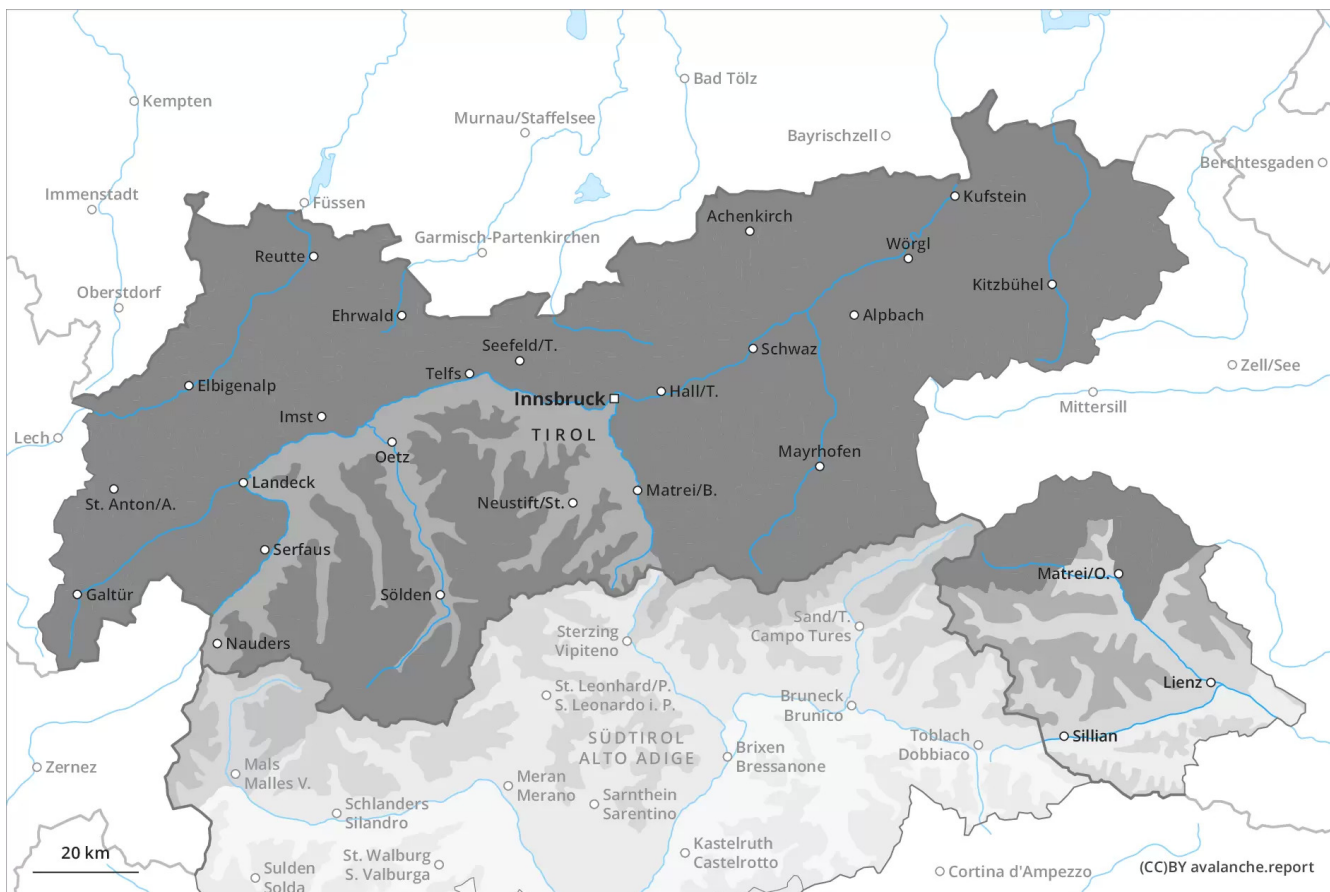 Bad Tölz
Kempten
Murnau/Staffelsee
Bayrischzell
Berchtesgaden
Immenstadt
Füssen
Kufstein
Achenkirch
Garmisch-Partenkirchen
Wörgl
Reutte
Kitzbühel
Oberstdorf
Ehrwald
Alpbach
Seefeld/T.
Schwaz
Zell/See
Telfs
Elbigenalp
Hall/T.
Innsbruck
Mittersill
Imst
Lech
TIROL
Oetz
Mayrhofen
Landeck
Matrei/B.
St. Anton/A.
Neustift/St.
Serfaus
Matrei/O.
Galtür
Sölden
Sand/T.
Campo Tures
Sterzing
Vipiteno
Nauders
Lienz
St. Leonhard/P.
S. Leonardo i. P.
Bruneck
Brunico
Sillian
SÜDTIROL
ALTO ADIGE
Toblach
Dobbiaco
Brixen
Bressanone
Zernez
Mals
Malles V.
Meran
Merano
Sarnthein
Sarentino
Schlanders
Silandro
Kastelruth
Castelrotto
20 km
St. Walburg
S. Valburga
Cortina d'Ampezzo
(CC)BY avalanche.report
Sulden
Solda